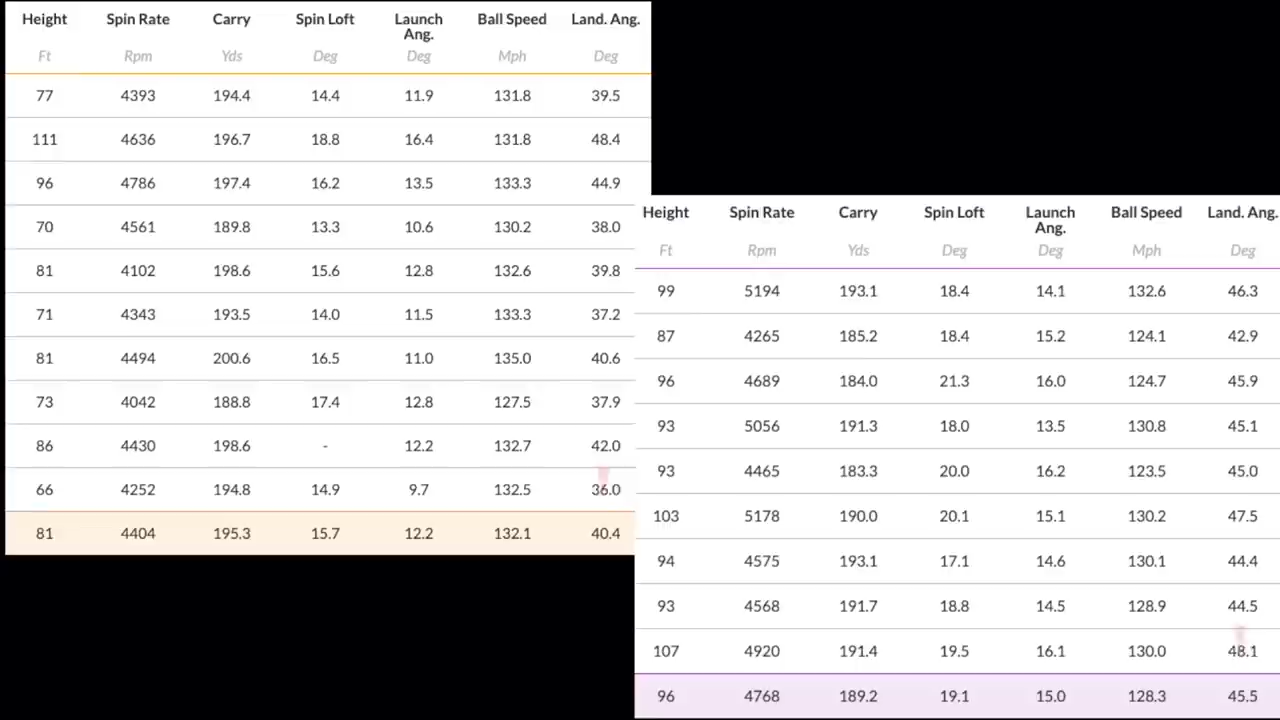 Height Spin Rate Carry Spin Loft Launch Ang. Ball Speed Land. Ang.
Ft Rpm Yds Deg Deg Mph Deg
77 4393 194.4 14.4 11.9 131.8 39.5
111 4636 196.7 18.8 16.4 131.8 48.4
96 4786 197.4 16.2 13.5 133.3 44.9
70 4561 189.8 13.3 10.6 130.2 38.0
81 4102 198.6 15.6 12.8 132.6 39.8
71 4343 193.5 14.0 11.5 133.3 37.2
81 4494 200.6 16.5 11.0 135.0 40.6
73 4042 188.8 17.4 12.8 127.5 37.9
86 4430 198.6 - 12.2 132.7 42.0
66 4252 194.8 14.9 9.7 132.5 36.0
81 4404 195.3 15.7 12.2 132.1 40.4
Height Spin Rate Carry Spin Loft Launch Ang. Ball Speed Land. Ang.
Ft Rpm Yds Deg Deg Mph Deg
99 5194 193.1 18.4 14.1 132.6 46.3
87 4265 185.2 18.4 15.2 124.1 42.9
96 4689 184.0 21.3 16.0 124.7 45.9
93 5056 191.3 18.0 13.5 130.8 45.1
93 4465 183.3 20.0 16.2 123.5 45.0
103 5178 190.0 20.1 15.1 130.2 47.5
94 4575 193.1 17.1 14.6 130.1 44.4
93 4568 191.7 18.8 14.5 128.9 44.5
107 4920 191.4 19.5 16.1 130.0 48.1
96 4768 189.2 19.1 15.0 128.3 45.5